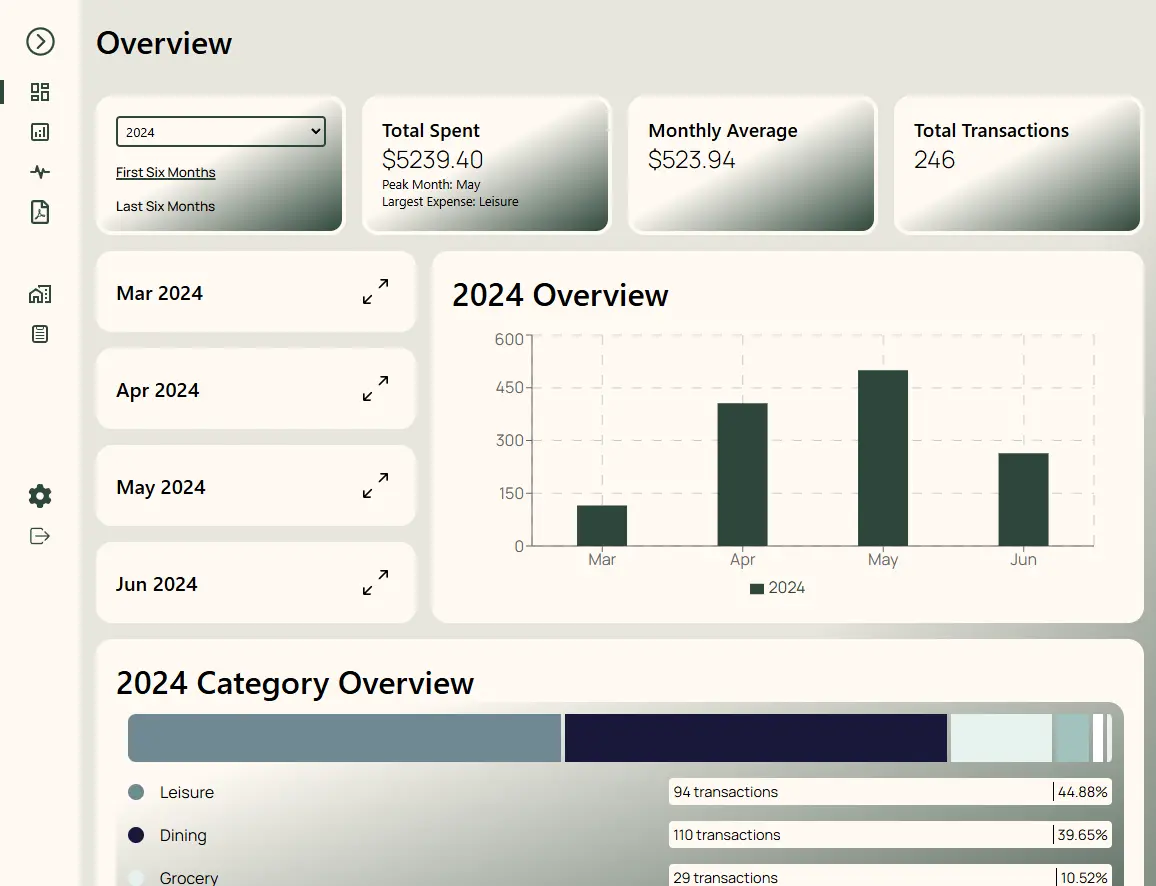 Overview
2024
First Six Months
Last Six Months
Total Spent
$5239.40
Peak Month: May
Largest Expense: Leisure
Monthly Average
$523.94
Total Transactions
246
Mar 2024
Apr 2024
May 2024
Jun 2024
2024 Overview
600
450
300
150
0
Mar
Apr
May
Jun
2024
2024 Category Overview
Leisure
94 transactions
44.88%
Dining
110 transactions
39.65%
Grocery
29 transactions
10.52%